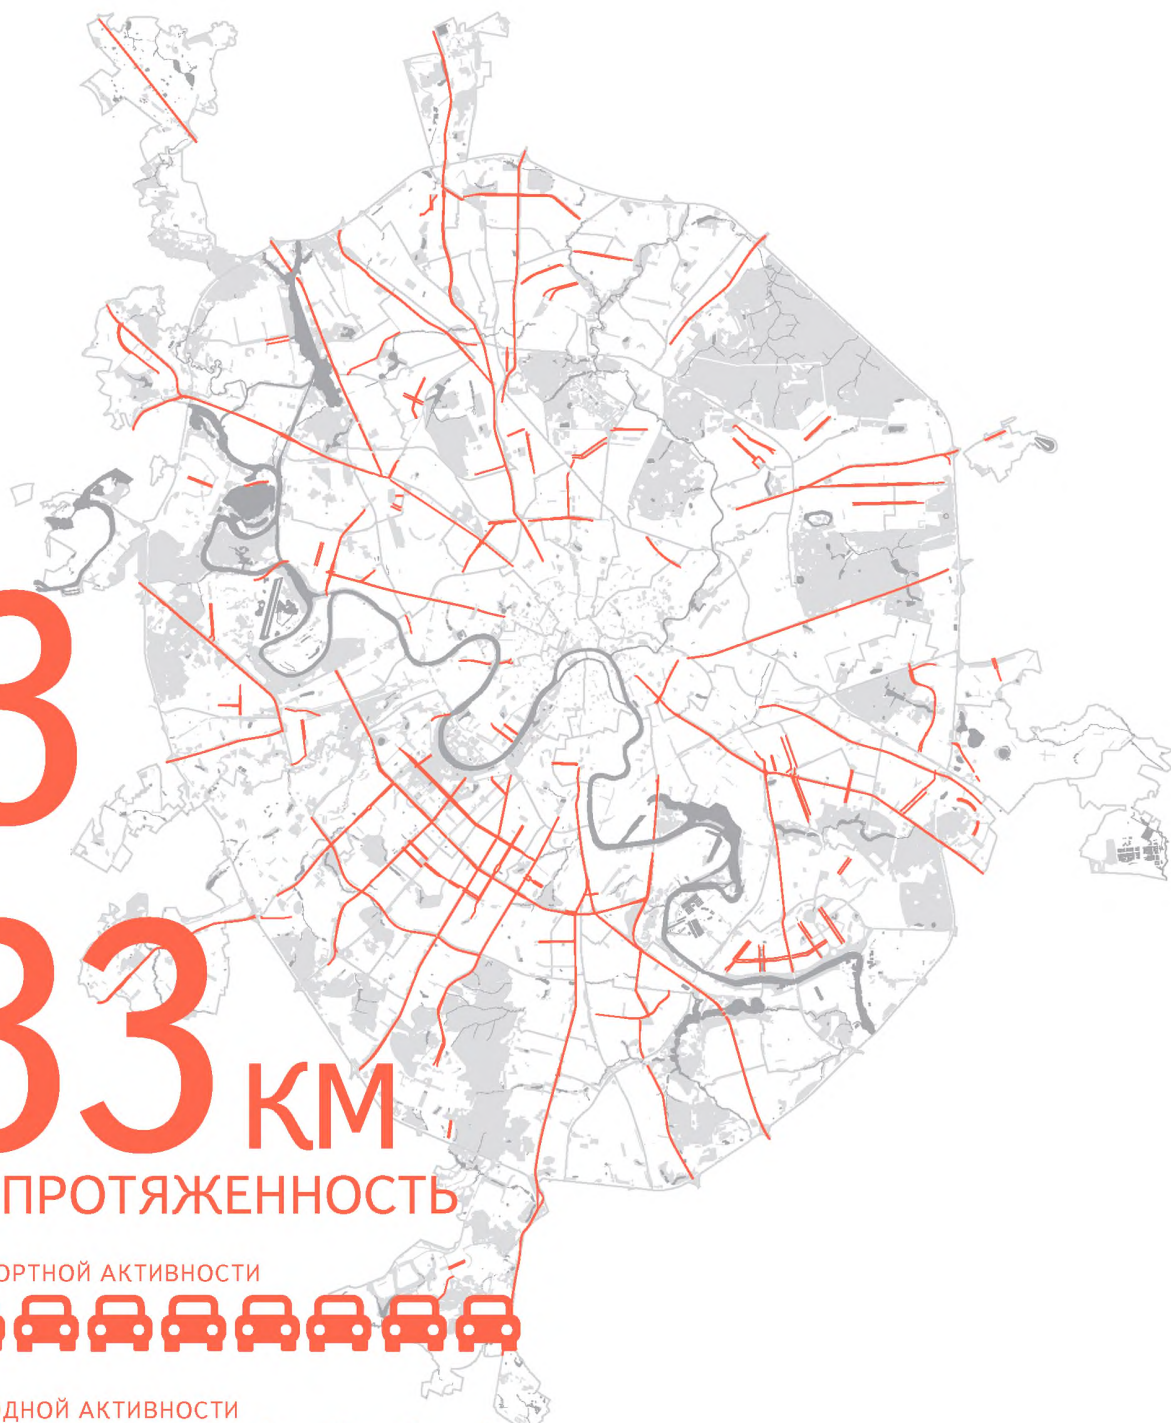 3
33 КМ
ПРОТЯЖЕННОСТЬ
ОРТНОЙ АКТИВНОСТИ
ДНОЙ АКТИВНОСТИ